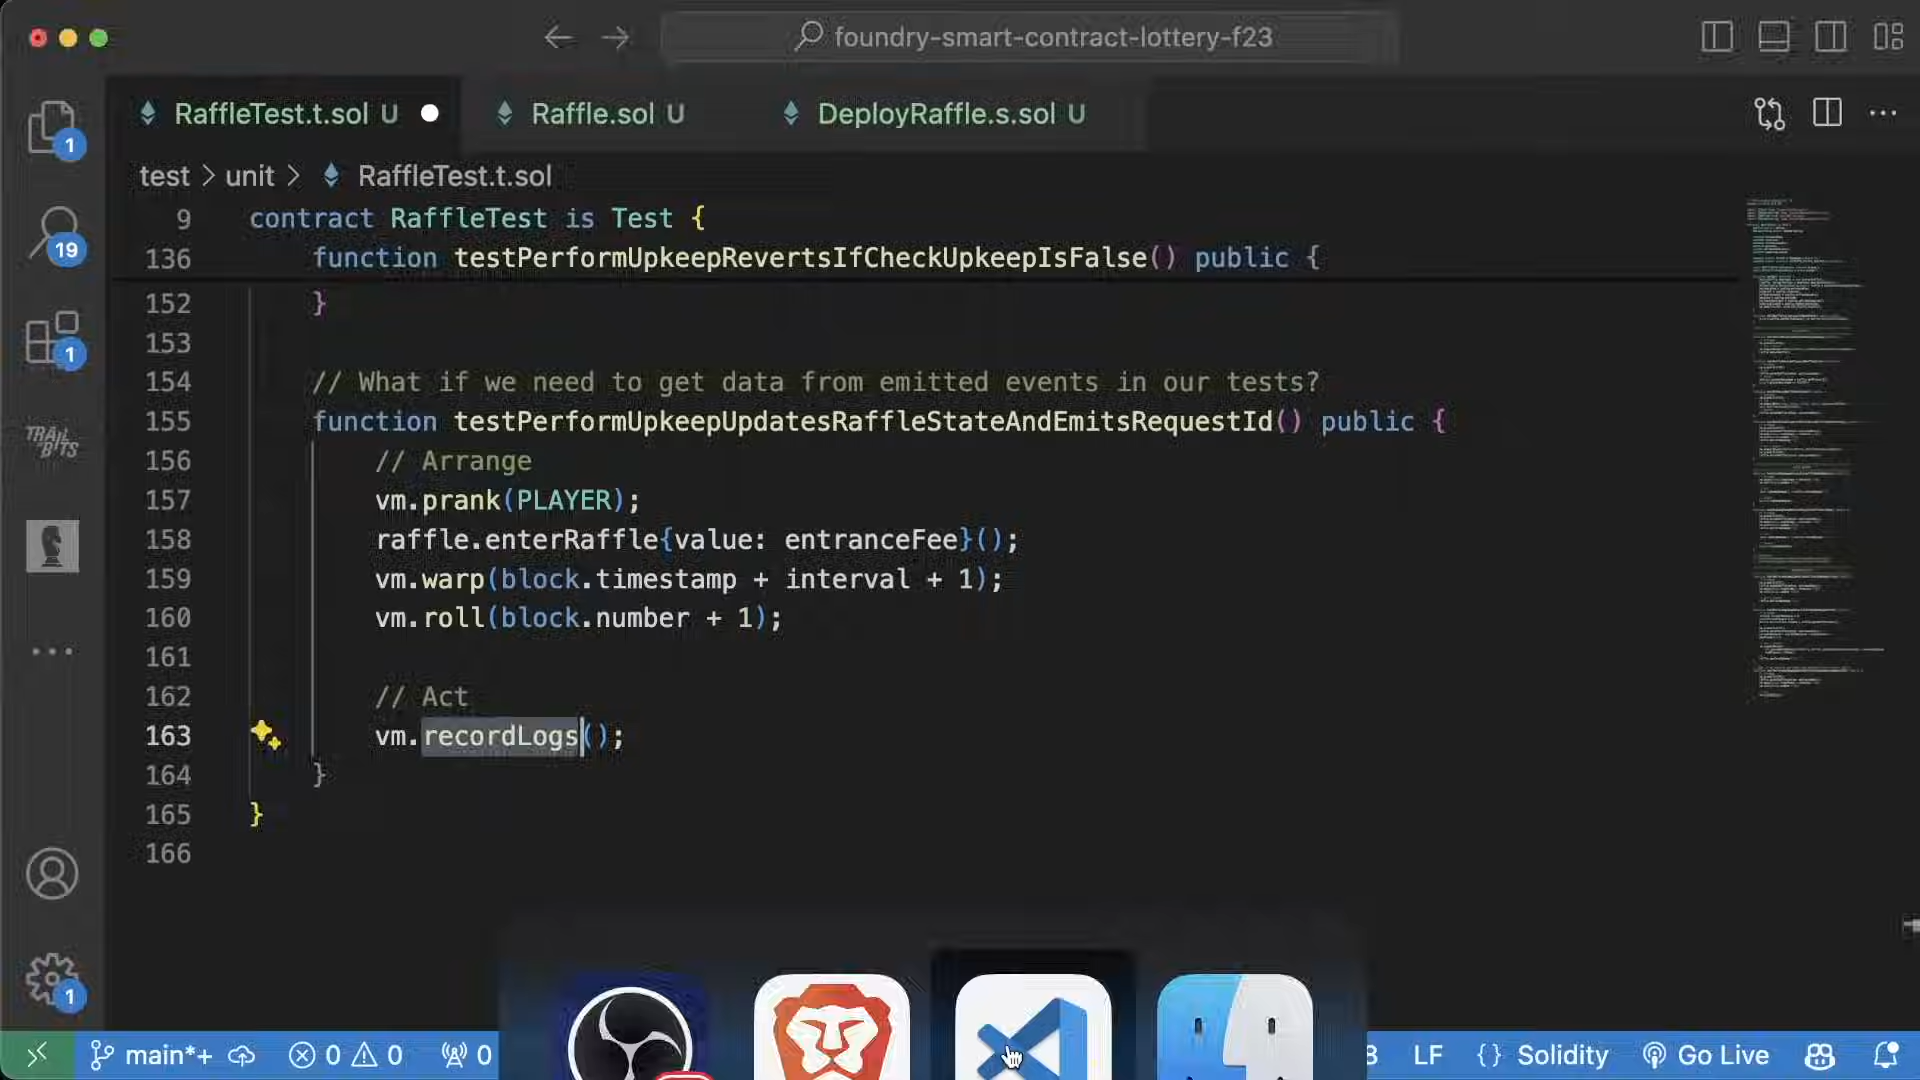 foundry-smart-contract-lottery-f23
RaffleTest.t.sol U
Raffle.sol U
DeployRaffle.s.sol U
test > unit > RaffleTest.t.sol
1
19
1
TRAIL OF BITS
1
9 contract RaffleTest is Test {
136 function testPerformUpkeepRevertsIfCheckUpkeepIsFalse() public {
152 }
153
154 // What if we need to get data from emitted events in our tests?
155 function testPerformUpkeepUpdatesRaffleStateAndEmitsRequestId() public {
156 // Arrange
157 vm.prank(PLAYER);
158 raffle.enterRaffle{value: entranceFee}();
159 vm.warp(block.timestamp + interval + 1);
160 vm.roll(block.number + 1);
161
162 // Act
163 vm.recordLogs();
164 }
165 }
166
main*+ 0 0 0 8 LF {} Solidity Go Live